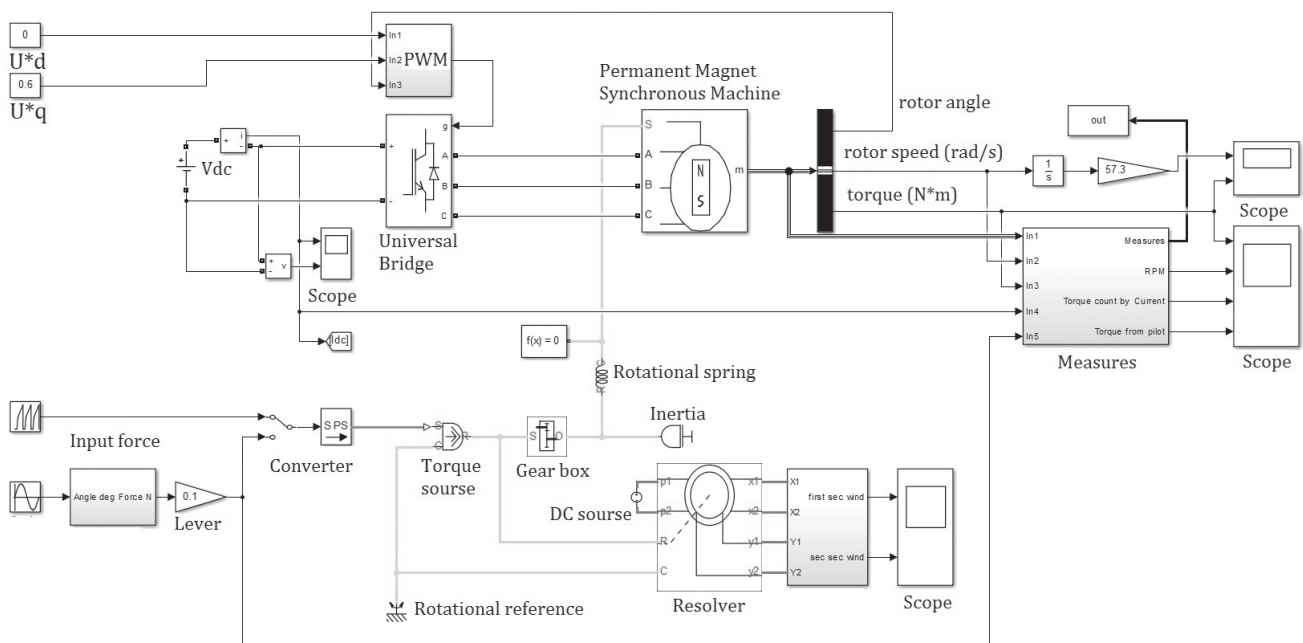 0
U*d
0.6
U*q
In1
In2
In3
PWM
rotor angle
Permanent Magnet
Synchronous Machine
S
A
B
C
m
N
S
rotor speed (rad/s)
torque (N*m)
1
s
57.3
out
Scope
+
i
-
Vdc
g
+
-
A
B
C
Universal
Bridge
+
-
v
Scope
[Idc]
In1
In2
In3
In4
In5
Measures
RPM
Torque count by Current
Torque from pilot
Measures
Scope
f(x) = 0
C
R
Rotational spring
Input force
S PS
Converter
S
C
R
Torque
sourse
S
O
Gear box
Inertia
Angle deg Force N
0.1
Lever
DC sourse
p1
p2
R
C
x1
x2
y1
y2
Resolver
X1
X2
Y1
Y2
first sec wind
sec sec wind
Scope
Rotational reference